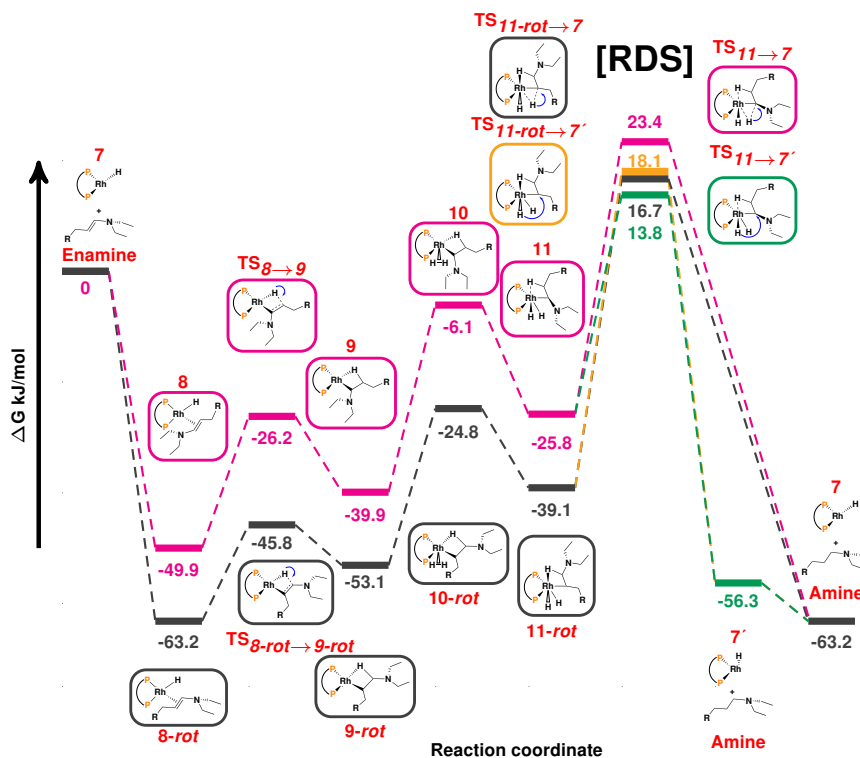 TS11-rot→7
[RDS]
TS11→7
7
P
P
Rh
H
+
R
N
Enamine
0
TS11-rot→7´
23.4
18.1
16.7
13.8
TS11→7´
10
TS8→9
11
-6.1
9
8
-26.2
-24.8
-25.8
-39.9
-39.1
-49.9
-45.8
-53.1
-63.2
10-rot
11-rot
TS8-rot→9-rot
8-rot
9-rot
-56.3
7
P
P
Rh
H
+
R
N
Amine
-63.2
7´
P
P
Rh
H
+
R
N
Amine
ΔG kJ/mol
Reaction coordinate